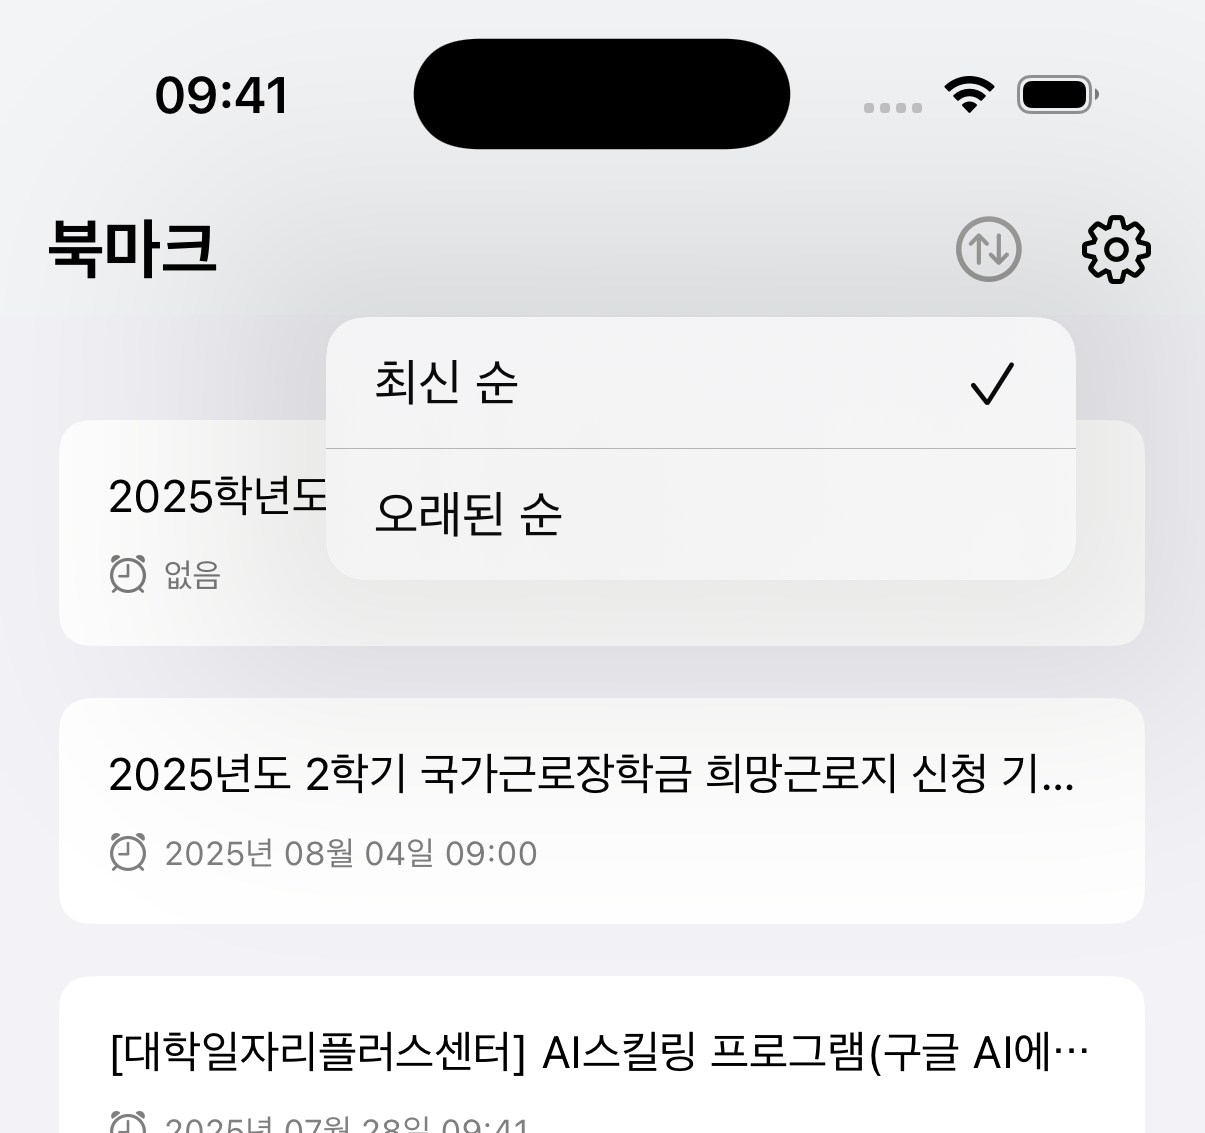 09:41
북마크
최신 순
오래된 순
2025학년도
없음
2025년도 2학기 국가근로장학금 희망근로지 신청 기...
2025년 08월 04일 09:00
[대학일자리플러스센터] AI스킬링 프로그램(구글 AI에⋯
2025년 07월 28일 09:41